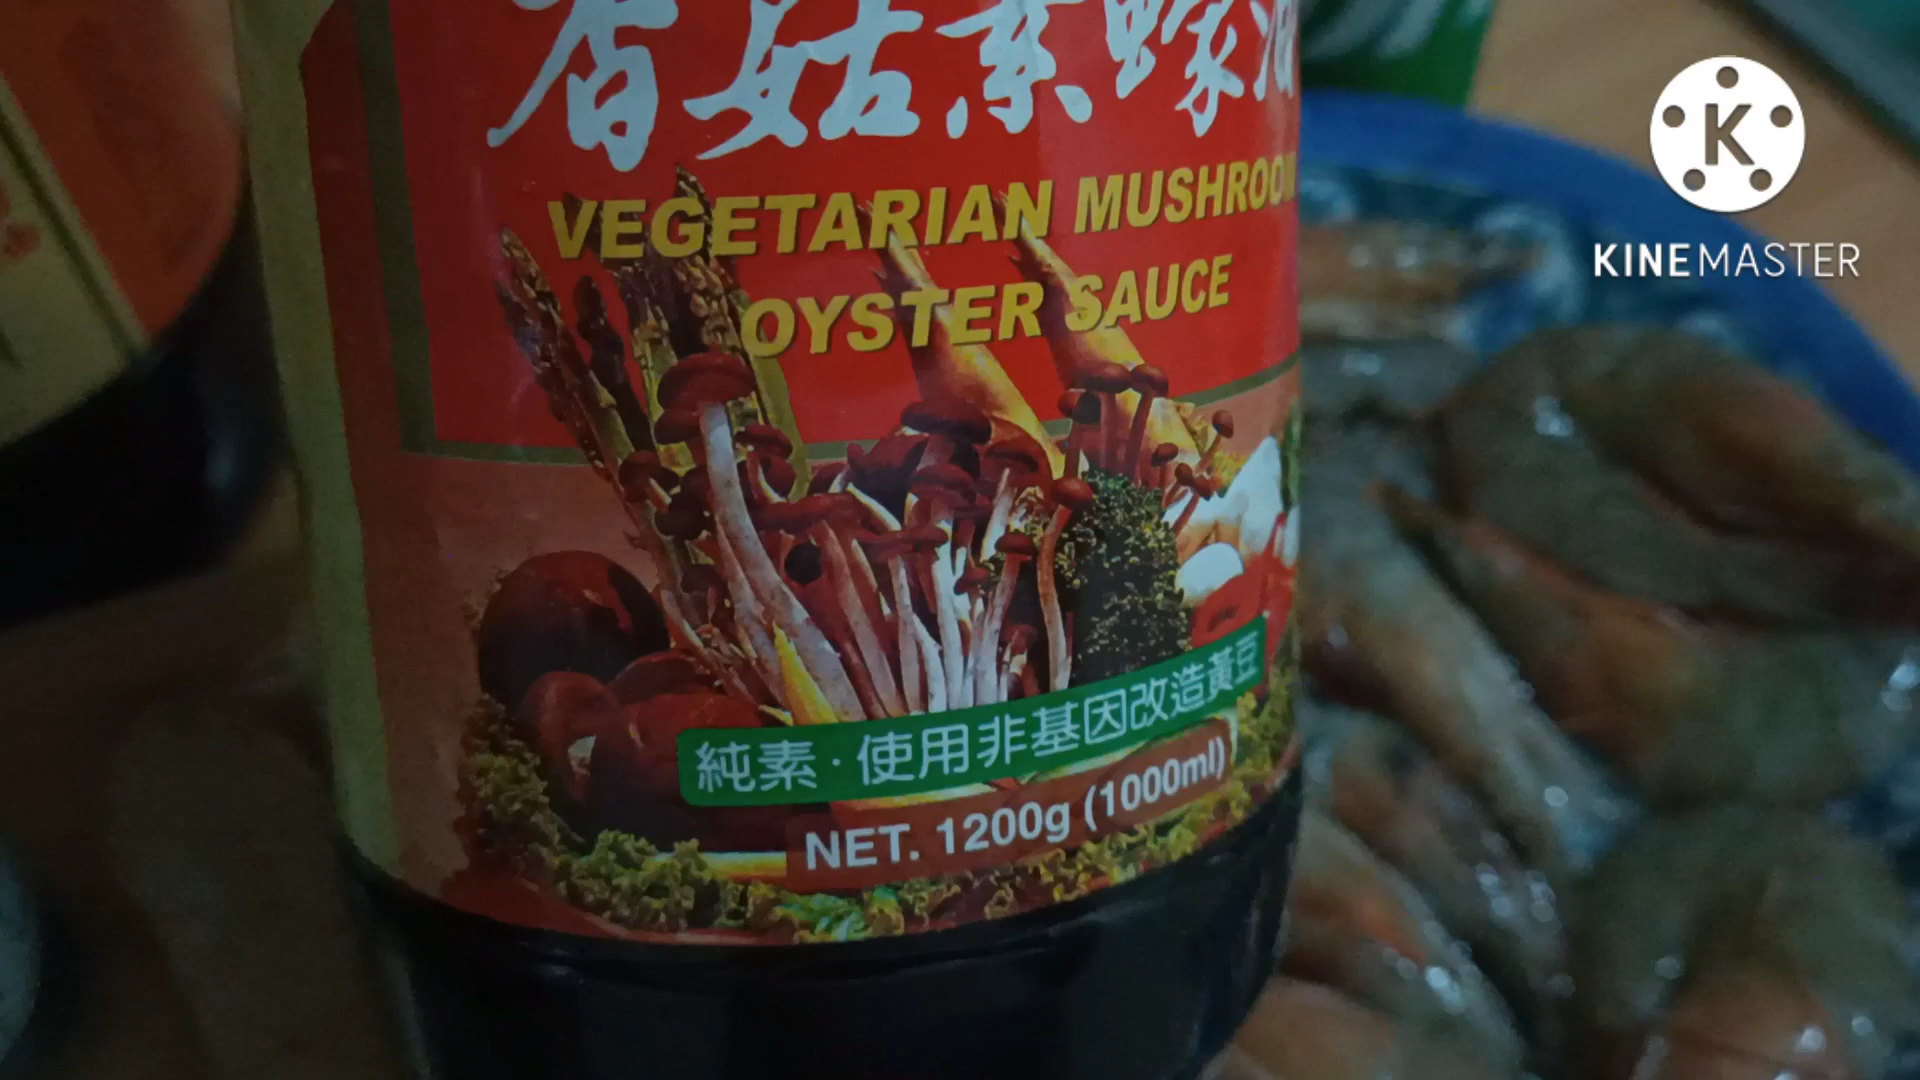 香菇素蠔油
VEGETARIAN MUSHROOM
OYSTER SAUCE
純素·使用非基因改造黃豆
NET. 1200g (1000ml)
K
KINEMASTER